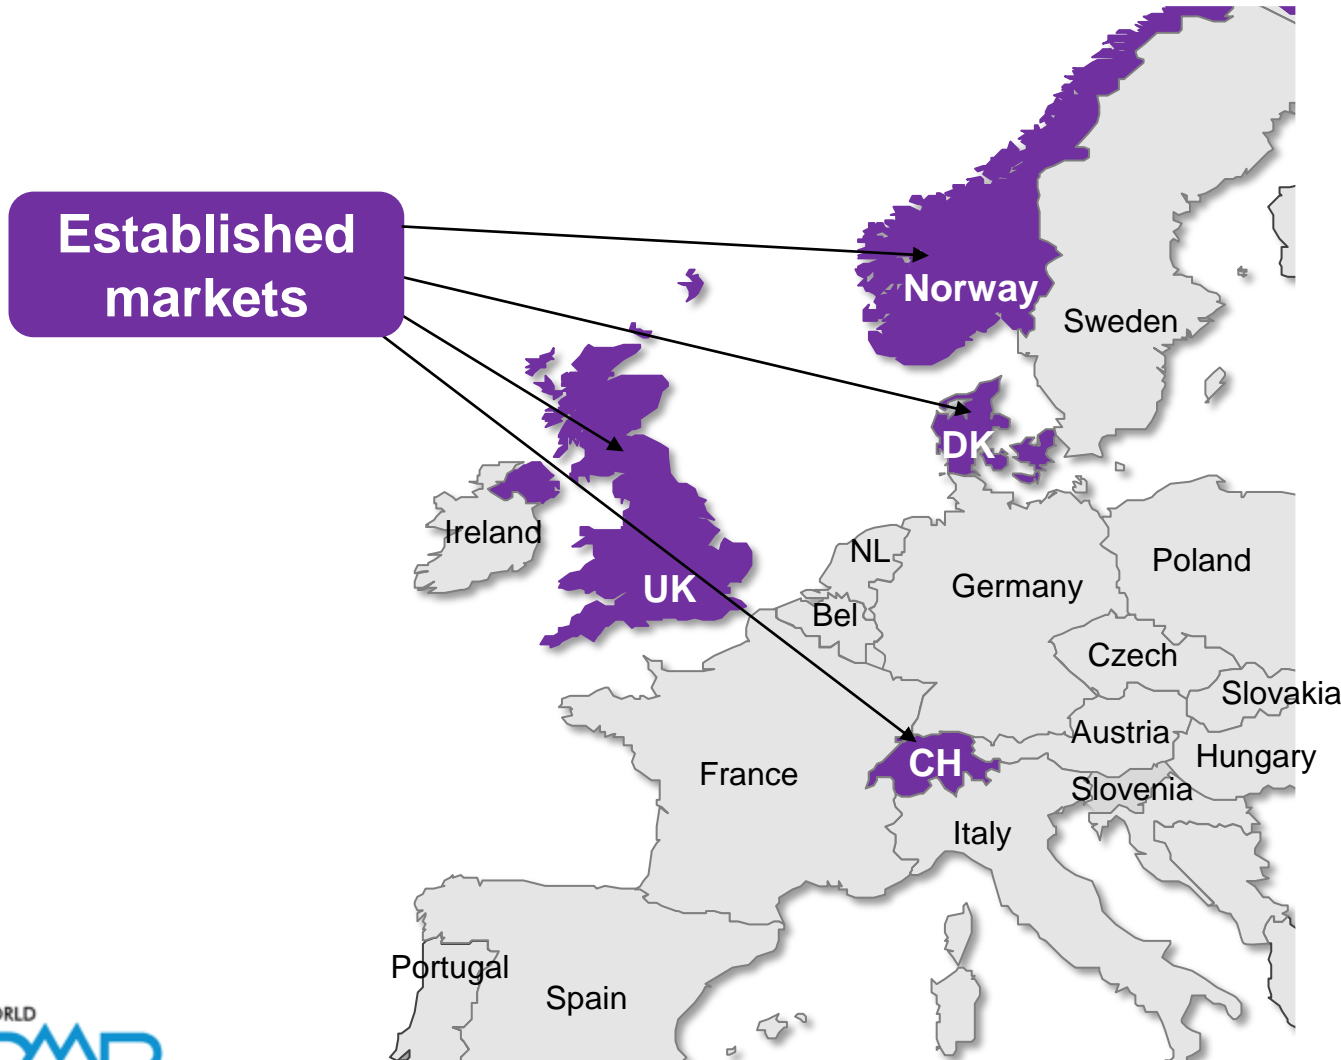 Established
markets
Norway
Sweden
DK
Ireland
UK
NL
Bel
Germany
Poland
Czech
Slovakia
Austria
Hungary
Slovenia
France
CH
Italy
Portugal
Spain